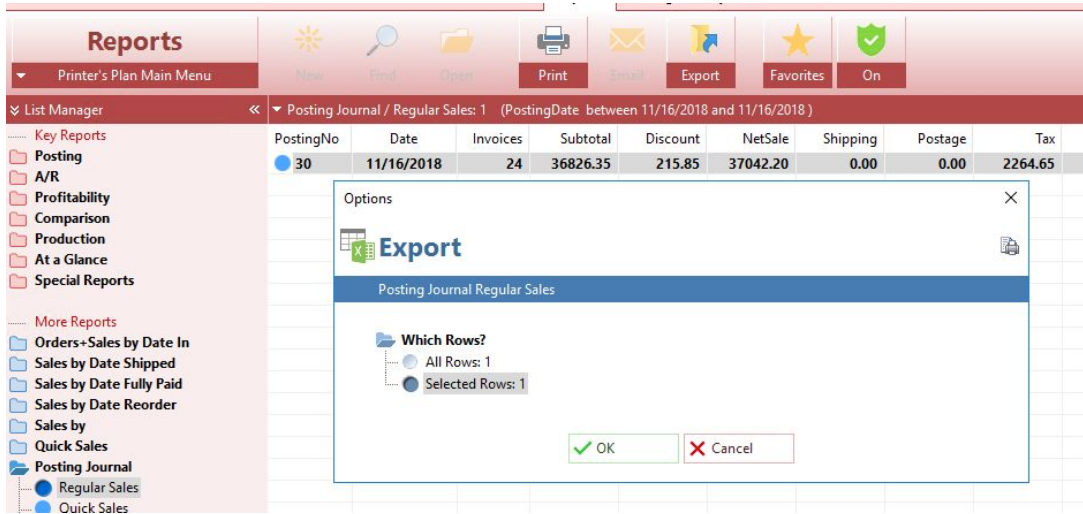 Reports
Printer's Plan Main Menu
New
Find
Open
Print
Email
Export
Favorites
On
List Manager
Posting Journal / Regular Sales: 1 (PostingDate between 11/16/2018 and 11/16/2018 )
Key Reports
Posting
A/R
Profitability
Comparison
Production
At a Glance
Special Reports
More Reports
Orders+Sales by Date In
Sales by Date Shipped
Sales by Date Fully Paid
Sales by Date Reorder
Sales by
Quick Sales
Posting Journal
Regular Sales
Quick Sales
PostingNo Date Invoices Subtotal Discount NetSale Shipping Postage Tax
30 11/16/2018 24 36826.35 215.85 37042.20 0.00 0.00 2264.65
Options
Export
Posting Journal Regular Sales
Which Rows?
All Rows: 1
Selected Rows: 1
OK
Cancel